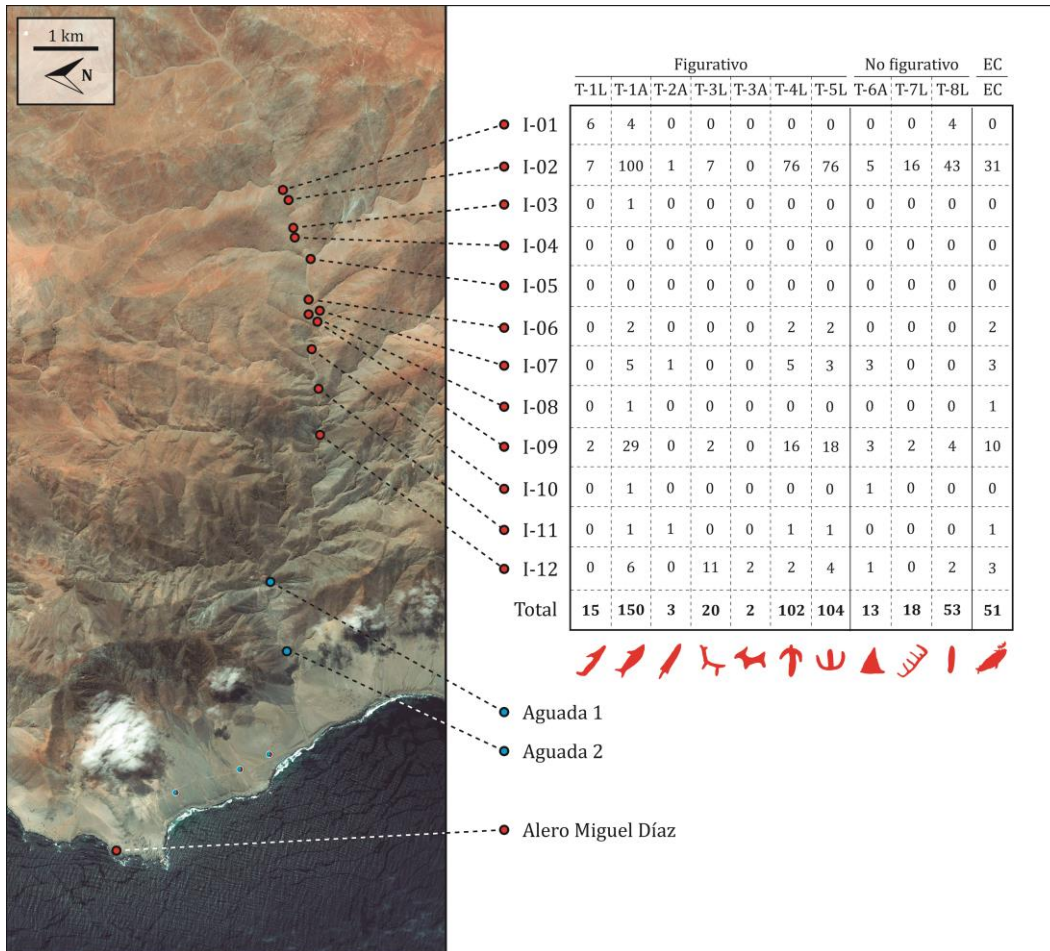 1 km
N
Figurativo No figurativo EC
T-1L T-1A T-2A T-3L T-3A T-4L T-5L T-6A T-7L T-8L EC
I-01 6 4 0 0 0 0 0 0 0 4 0
I-02 7 100 1 7 0 76 76 5 16 43 31
I-03 0 1 0 0 0 0 0 0 0 0 0
I-04 0 0 0 0 0 0 0 0 0 0 0
I-05 0 0 0 0 0 0 0 0 0 0 0
I-06 0 2 0 0 0 2 2 0 0 0 2
I-07 0 5 1 0 0 5 3 3 0 0 3
I-08 0 1 0 0 0 0 0 0 0 0 1
I-09 2 29 0 2 0 16 18 3 2 4 10
I-10 0 1 0 0 0 0 0 1 0 0 0
I-11 0 1 1 0 0 1 1 0 0 0 1
I-12 0 6 0 11 2 2 4 1 0 2 3
Total 15 150 3 20 2 102 104 13 18 53 51
Aguada 1
Aguada 2
Alero Miguel Díaz